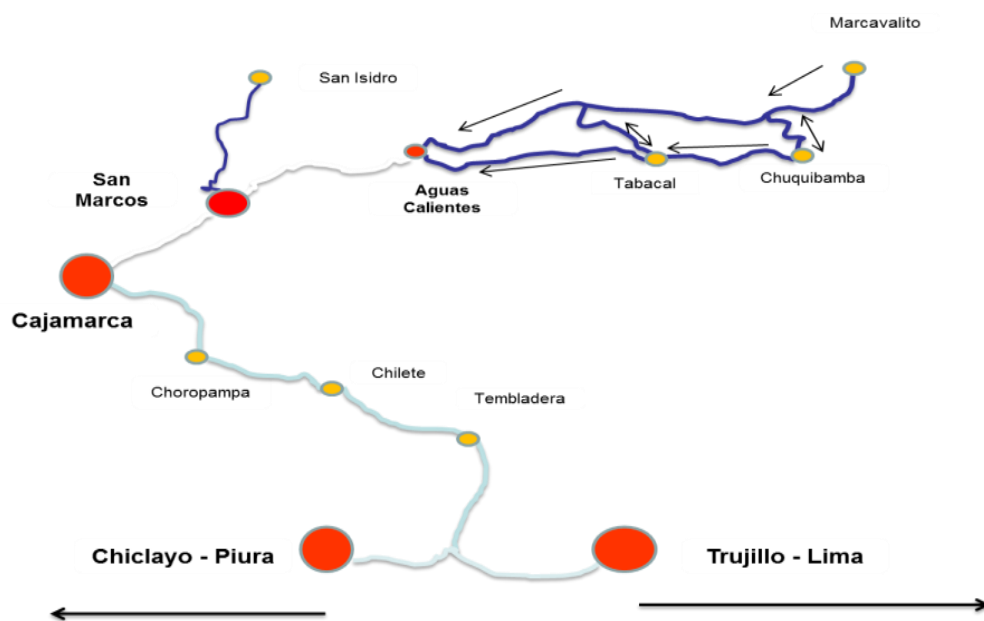 Marcavalito
San Isidro
San
Marcos
Aguas
Calientes
Tabacal
Chuquibamba
Cajamarca
Choropampa
Chilete
Tembladera
Chiclayo - Piura
Trujillo - Lima